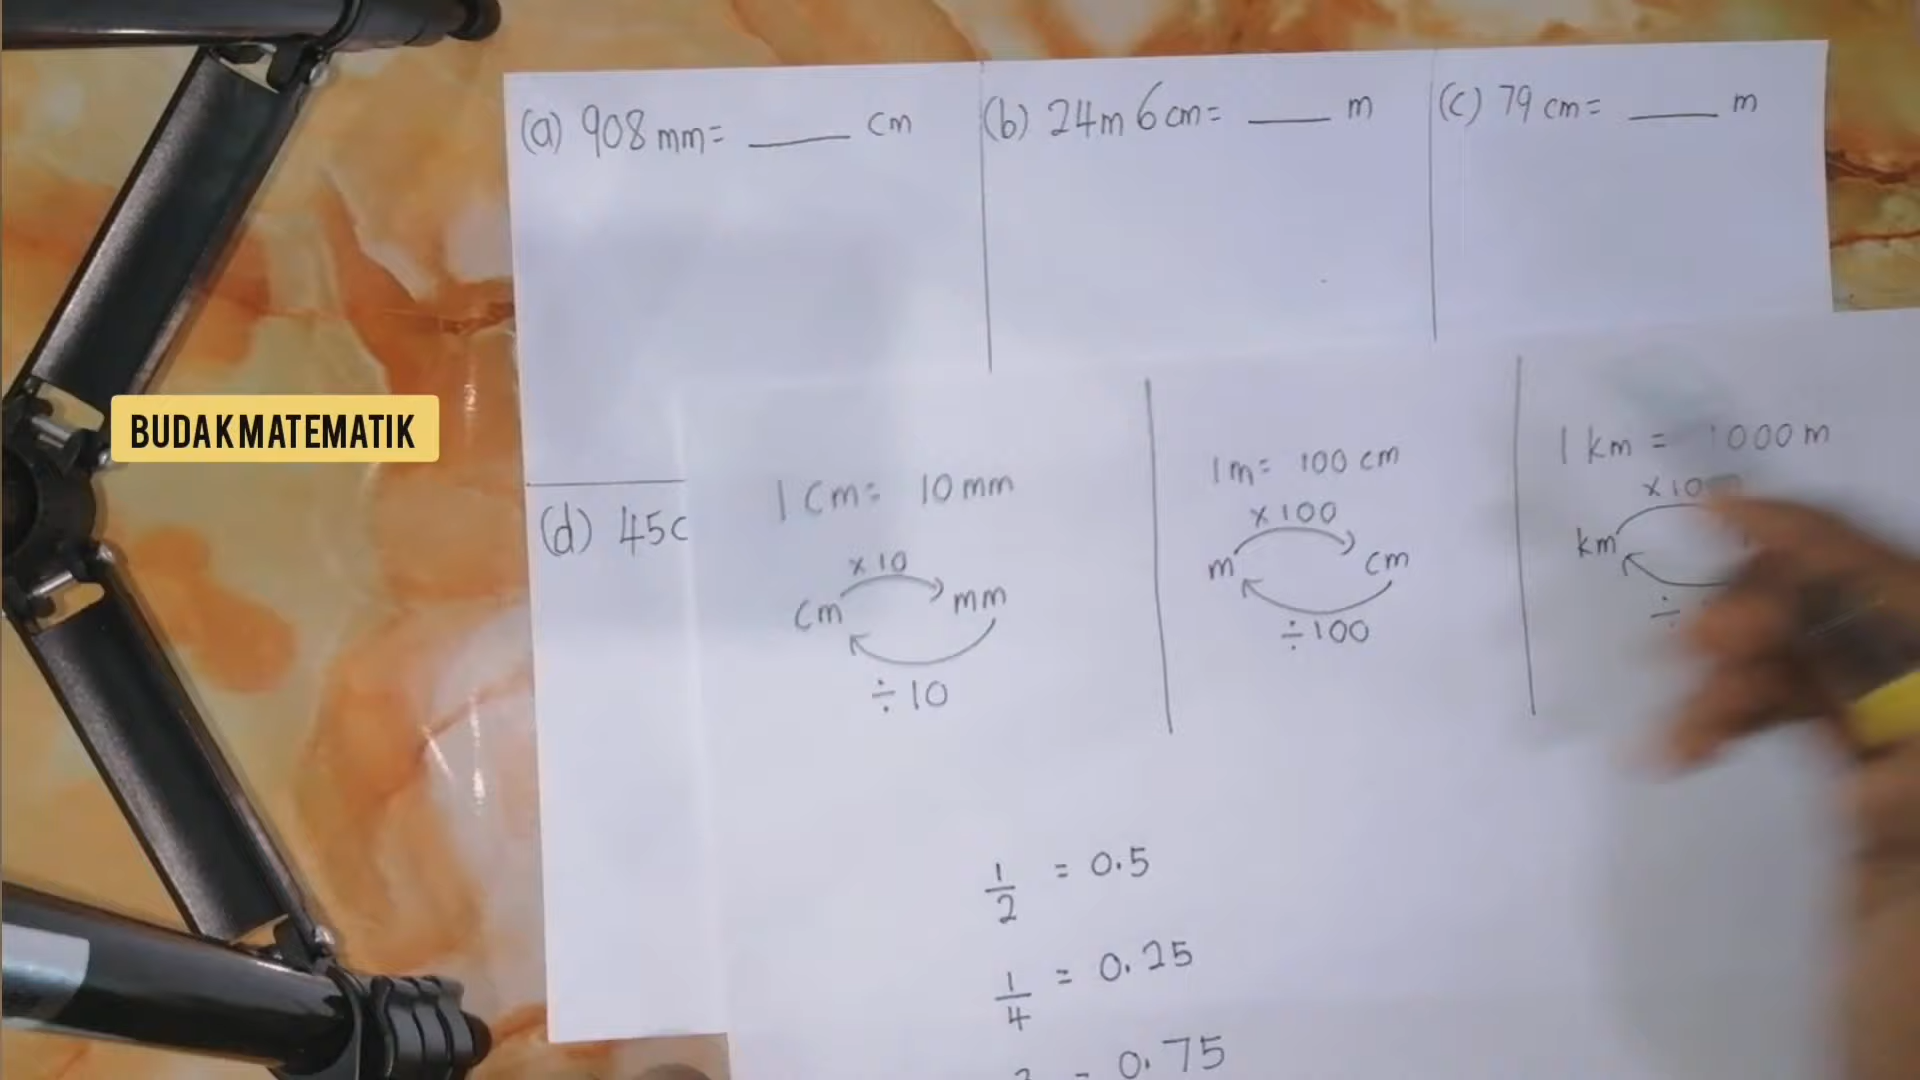 (a) 908 mm = ____ cm
(b) 24m 6cm = ____ m
(c) 79 cm = ____ m
BUDAKMATEMATIK
(d) 45c
1 cm = 10 mm
x 10
cm mm
÷ 10
1m = 100 cm
x 100
m cm
÷ 100
1 km = 1000 m
x 10
km
÷
1/2 = 0.5
1/4 = 0.25
= 0.75